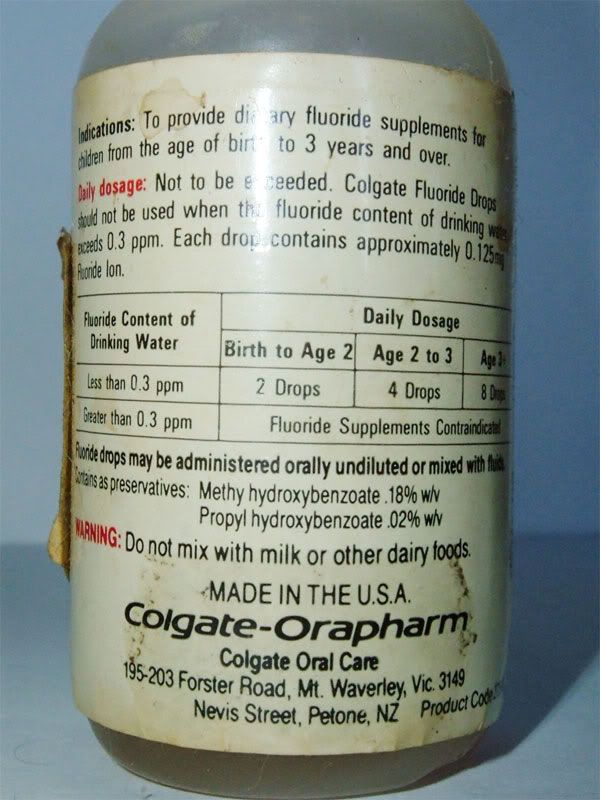 Indications: To provide dietary fluoride supplements for
children from the age of birth to 3 years and over.
Daily dosage: Not to be exceeded. Colgate Fluoride Drops
should not be used when the fluoride content of drinking water
exceeds 0.3 ppm. Each drop contains approximately 0.125mg
fluoride Ion.
Fluoride Content of Drinking Water
Daily Dosage
Birth to Age 2 Age 2 to 3 Age 3+
Less than 0.3 ppm 2 Drops 4 Drops 8 Drops
Greater than 0.3 ppm Fluoride Supplements Contraindicated
Fluoride drops may be administered orally undiluted or mixed with fluids.
Contains as preservatives: Methy hydroxybenzoate .18% w/v
Propyl hydroxybenzoate .02% w/v
WARNING: Do not mix with milk or other dairy foods.
MADE IN THE U.S.A.
Colgate-Orapharm
Colgate Oral Care
195-203 Forster Road, Mt. Waverley, Vic. 3149
Nevis Street, Petone, NZ Product Code